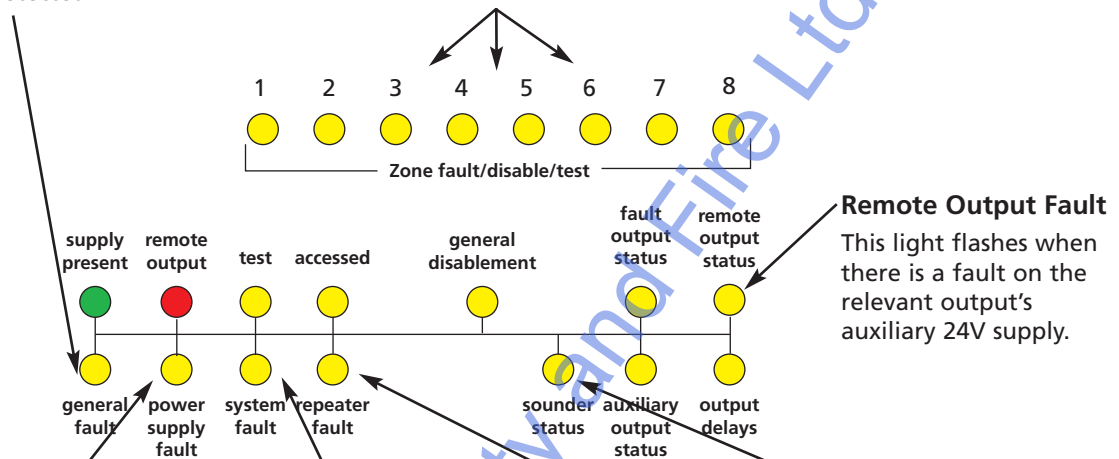 1 2 3 4 5 6 7 8
Zone fault/disable/test
supply present
remote output
test
accessed
general disablement
fault output status
remote output status
general fault
power supply fault
system fault
repeater fault
sounder status
auxiliary output status
output delays
Remote Output Fault
This light flashes when
there is a fault on the
relevant output's
auxiliary 24V supply.
and Fire Ltd